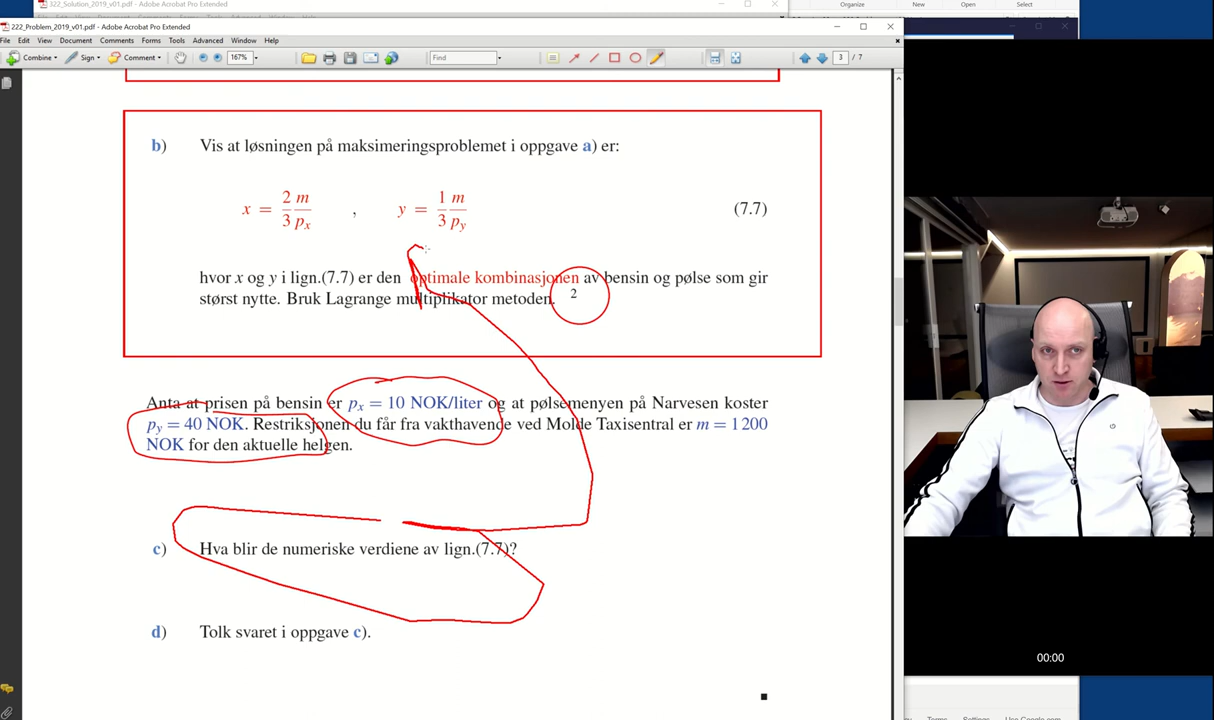 322_Solution_2019_v01.pdf - Adobe Acrobat Pro Extended
Organize New Open Select
222_Problem_2019_v01.pdf - Adobe Acrobat Pro Extended
File Edit View Document Comments Forms Tools Advanced Window Help
Combine Sign Comment 167% Find 3 / 7
b) Vis at løsningen på maksimeringsproblemet i oppgave a) er:
x = 2/3 m/p_x , y = 1/3 m/p_y (7.7)
hvor x og y i lign.(7.7) er den optimale kombinasjonen av bensin og pølse som gir
størst nytte. Bruk Lagrange multiplikator metoden.
2
Anta at prisen på bensin er p_x = 10 NOK/liter og at pølsemenyen på Narvesen koster
p_y = 40 NOK. Restriksjonen du får fra vakthavende ved Molde Taxisentral er m = 1 200
NOK for den aktuelle helgen.
c) Hva blir de numeriske verdiene av lign.(7.7)?
d) Tolk svaret i oppgave c).
00:00
Terms Settings Use Google.com